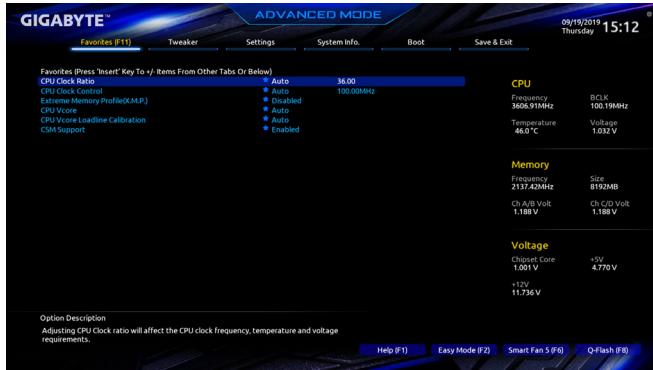 GIGABYTE™
ADVANCED MODE
09/19/2019
Thursday
15:12
Favorites (F11) Tweaker Settings System Info. Boot Save & Exit
Favorites (Press 'Insert' Key To +/- Items From Other Tabs Or Below)
CPU Clock Ratio Auto 36.00
CPU Clock Control Auto 100.00MHz
Extreme Memory Profile(X.M.P.) Disabled
CPU Vcore Auto
CPU Vcore Loadline Calibration Auto
CSM Support Enabled
CPU
Frequency BCLK
3606.91MHz 100.19MHz
Temperature Voltage
46.0 °C 1.032 V
Memory
Frequency Size
2137.42MHz 8192MB
Ch A/B Volt Ch C/D Volt
1.188 V 1.188 V
Voltage
Chipset Core +5V
1.001 V 4.770 V
+12V
11.736 V
Option Description
Adjusting CPU Clock ratio will affect the CPU clock frequency, temperature and voltage
requirements.
Help (F1) Easy Mode (F2) Smart Fan 5 (F6) Q-Flash (F8)